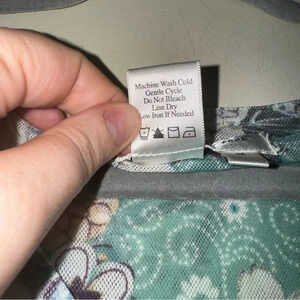 Machine Wash Cold
Gentle Cycle
Do Not Bleach
Line Dry
Low Iron If Needed